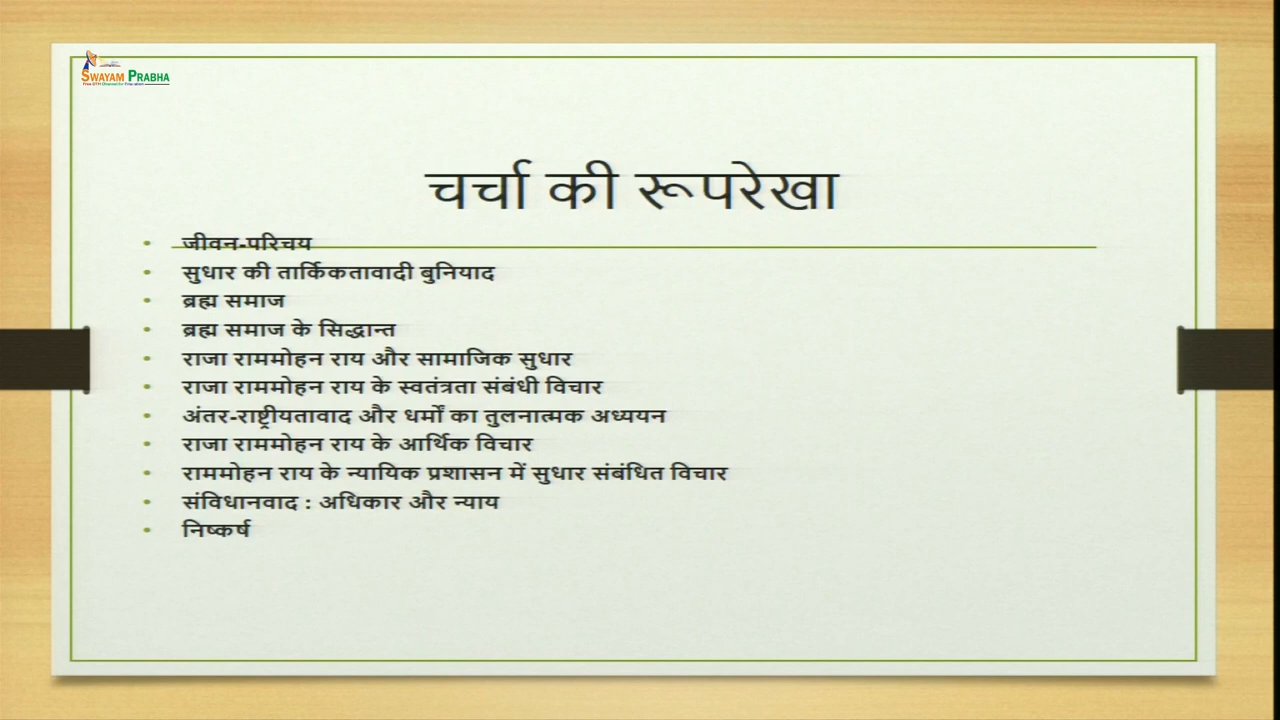 SWAYAM PRABHA
चर्चा की रूपरेखा
• जीवन-परिचय
• सुधार की तार्किकतावादी बुनियाद
• ब्रह्म समाज
• ब्रह्म समाज के सिद्धान्त
• राजा राममोहन राय और सामाजिक सुधार
• राजा राममोहन राय के स्वतंत्रता संबंधी विचार
• अंतर-राष्ट्रीयतावाद और धर्मों का तुलनात्मक अध्ययन
• राजा राममोहन राय के आर्थिक विचार
• राममोहन राय के न्यायिक प्रशासन में सुधार संबंधित विचार
• संविधानवाद : अधिकार और न्याय
• निष्कर्ष